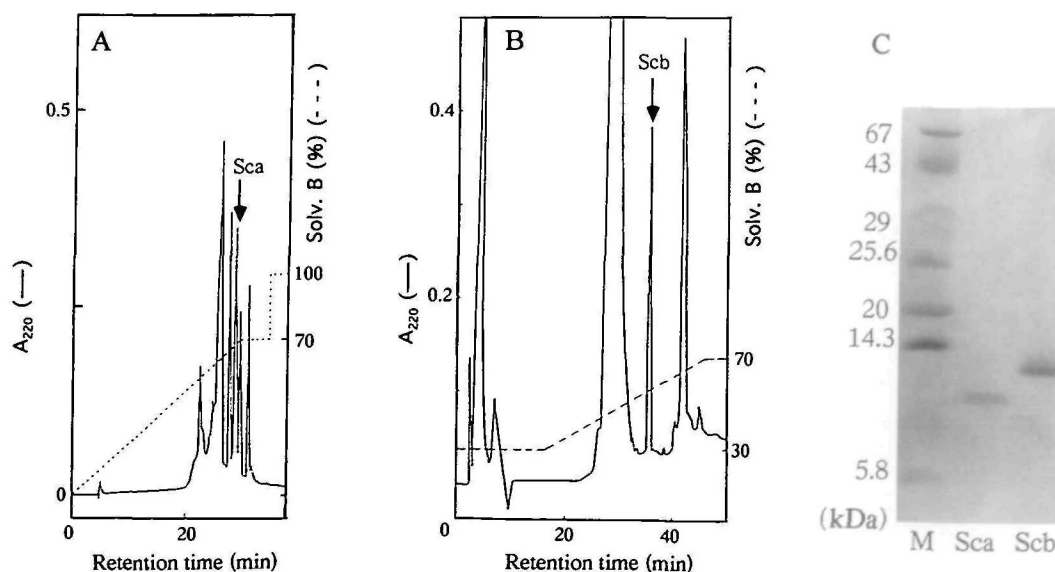 A
Sca
0.5
0
A220 (—)
0
20
Retention time (min)
100
70
Solv. B (%) (- - -)
B
Scb
0.4
0.2
0
A220 (—)
0
20
40
Retention time (min)
70
30
Solv. B (%) (- - -)
C
67
43
29
25.6
20
14.3
5.8
(kDa)
M Sca Scb